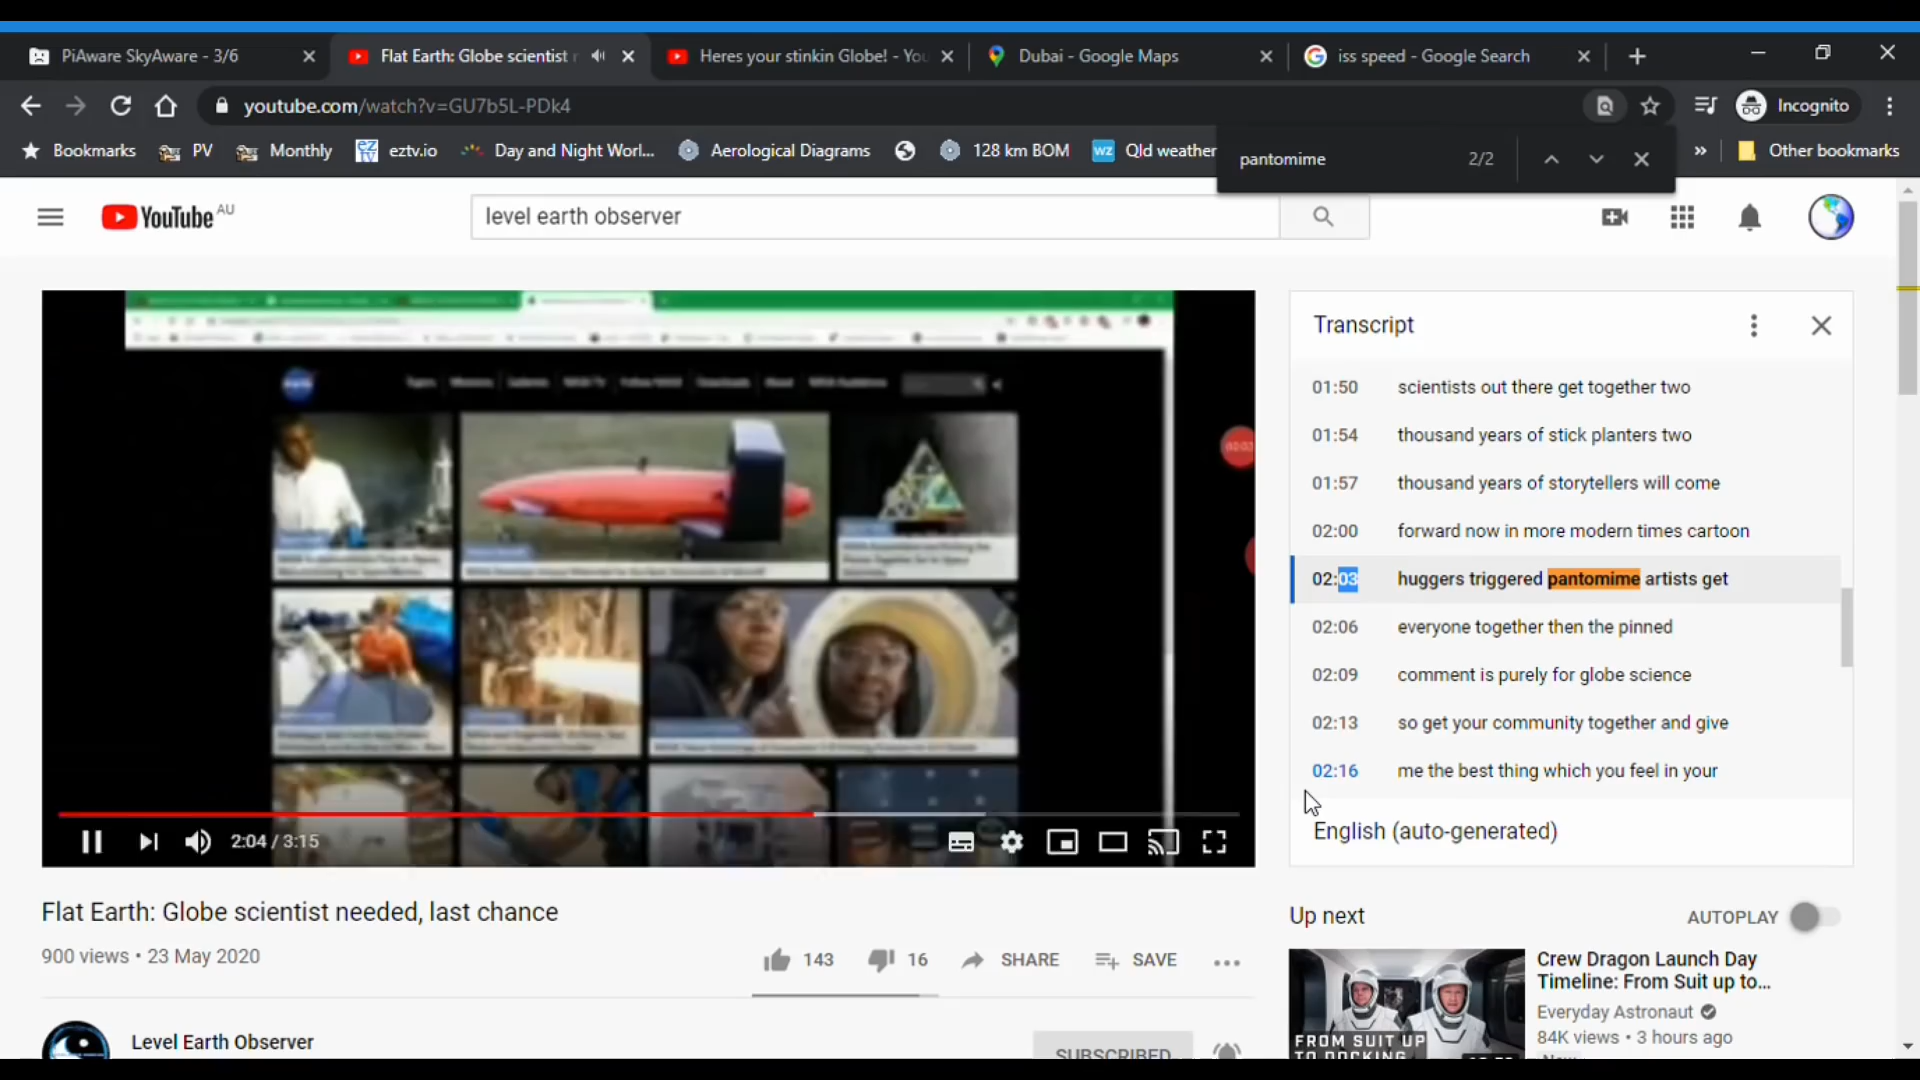 PiAware SkyAware - 3/6
Flat Earth: Globe scientist
Heres your stinkin Globe! - You
Dubai - Google Maps
iss speed - Google Search
youtube.com/watch?v=GU7b5L-PDk4
Incognito
Bookmarks
PV
Monthly
eztv.io
Day and Night Worl...
Aerological Diagrams
128 km BOM
Qld weather
»
Other bookmarks
pantomime
2/2
YouTube AU
level earth observer
Transcript
01:50 scientists out there get together two
01:54 thousand years of stick planters two
01:57 thousand years of storytellers will come
02:00 forward now in more modern times cartoon
02:03 huggers triggered pantomime artists get
02:06 everyone together then the pinned
02:09 comment is purely for globe science
02:13 so get your community together and give
02:16 me the best thing which you feel in your
English (auto-generated)
2:04 / 3:15
Flat Earth: Globe scientist needed, last chance
900 views • 23 May 2020
143
16
SHARE
SAVE
Level Earth Observer
SUBSCRIBED
Up next
AUTOPLAY
FROM SUIT UP
TO DOCKING
Crew Dragon Launch Day
Timeline: From Suit up to...
Everyday Astronaut
84K views • 3 hours ago